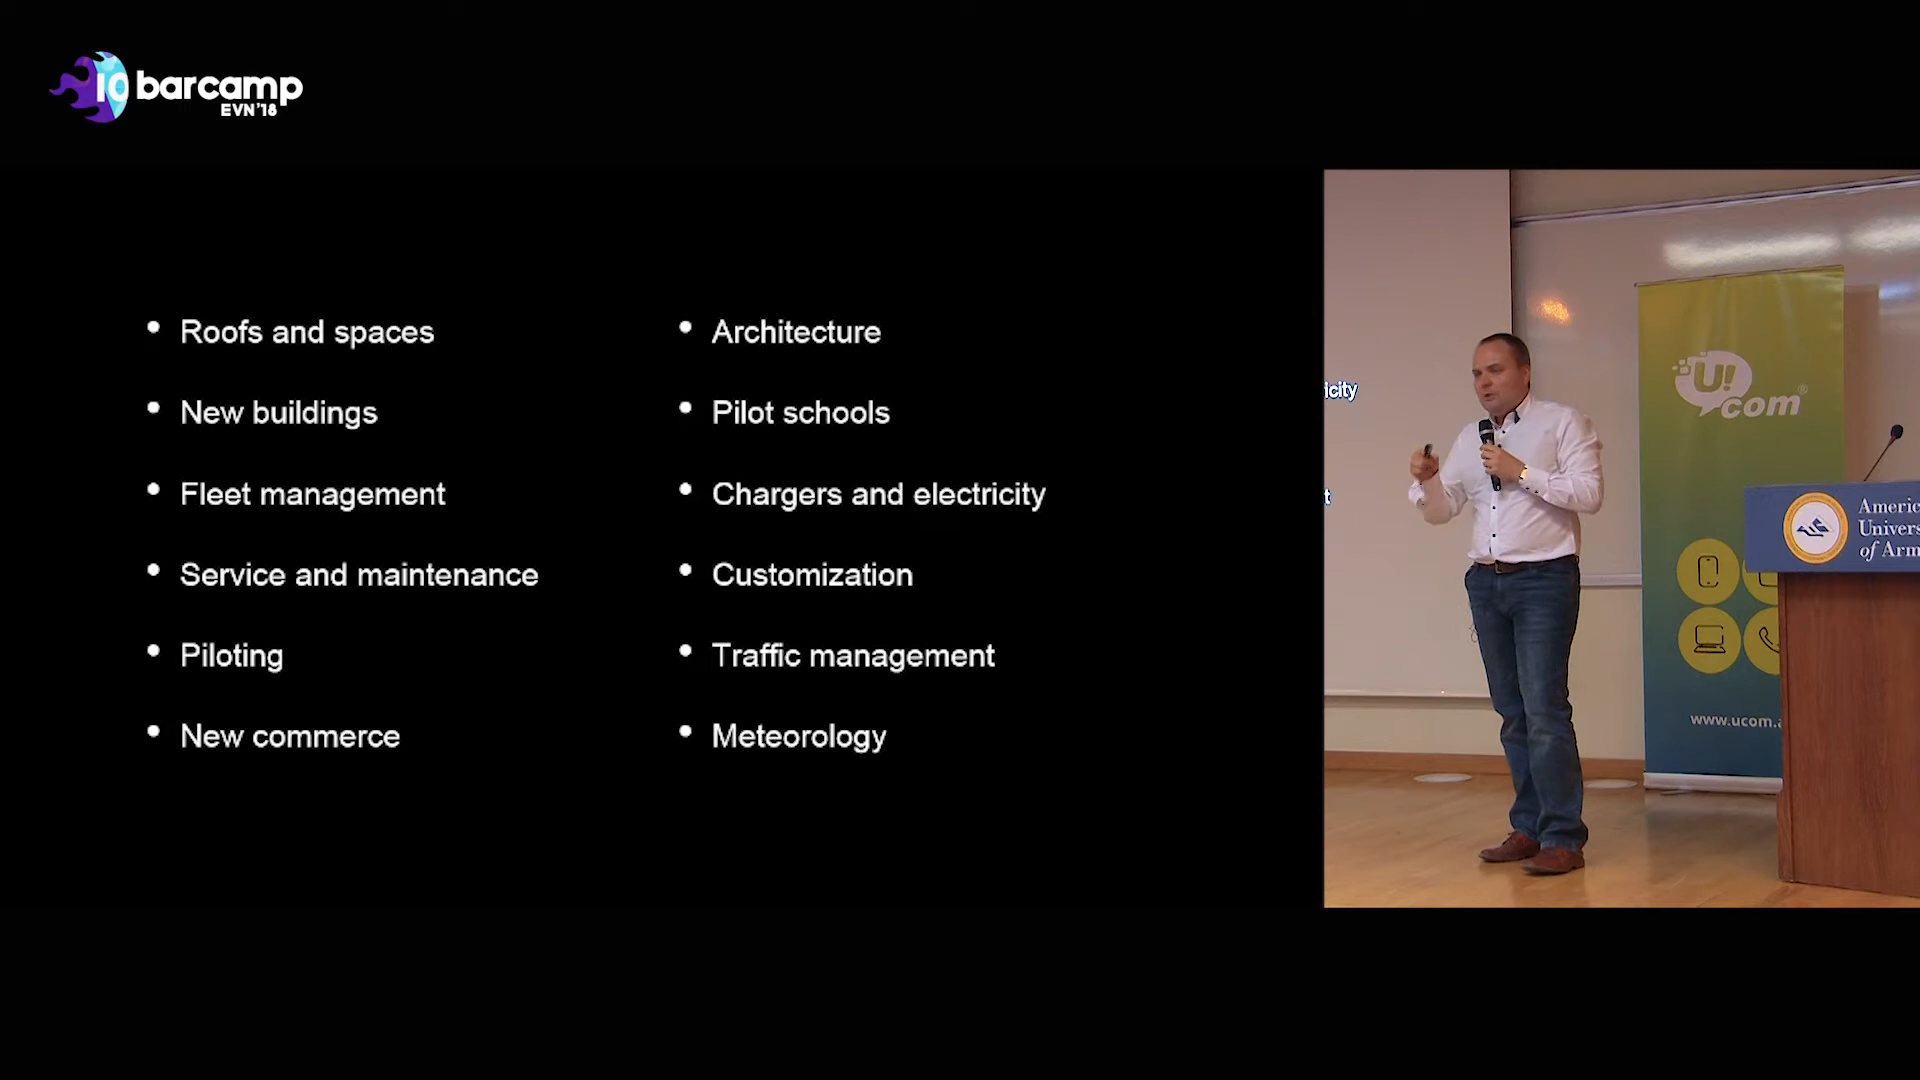 10 barcamp
EVN'18
Roofs and spaces
New buildings
Fleet management
Service and maintenance
Piloting
New commerce
Architecture
Pilot schools
Chargers and electricity
Customization
Traffic management
Meteorology
icity
t
U!
com®
www.ucom.a
Americ
Univers
of Arm